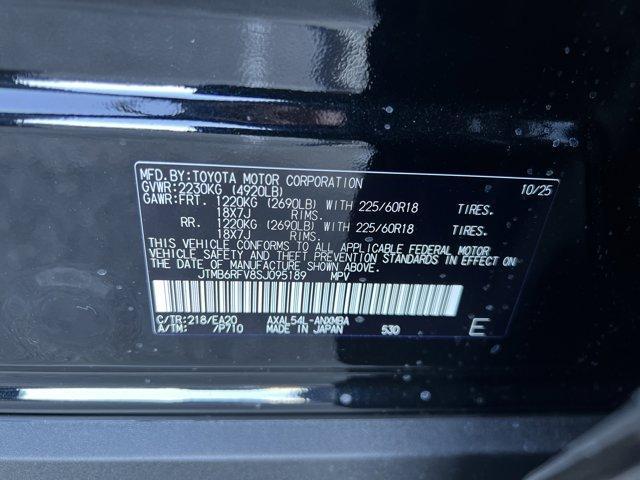 MFD.BY:TOYOTA MOTOR CORPORATION 10/25
GVWR:2230KG (4920LB)
GAWR:FRT. 1220KG (2690LB) WITH 225/60R18 TIRES.
18X7J RIMS.
RR. 1220KG (2690LB) WITH 225/60R18 TIRES.
18X7J RIMS.
THIS VEHICLE CONFORMS TO ALL APPLICABLE FEDERAL MOTOR
VEHICLE SAFETY AND THEFT PREVENTION STANDARDS IN EFFECT ON
THE DATE OF MANUFACTURE SHOWN ABOVE.
JTMB6RFV8SJ095189 MPV
C/TR:218/EA20 AXAL54L-ANXMBA
A/TM: 7P710 MADE IN JAPAN 530 E